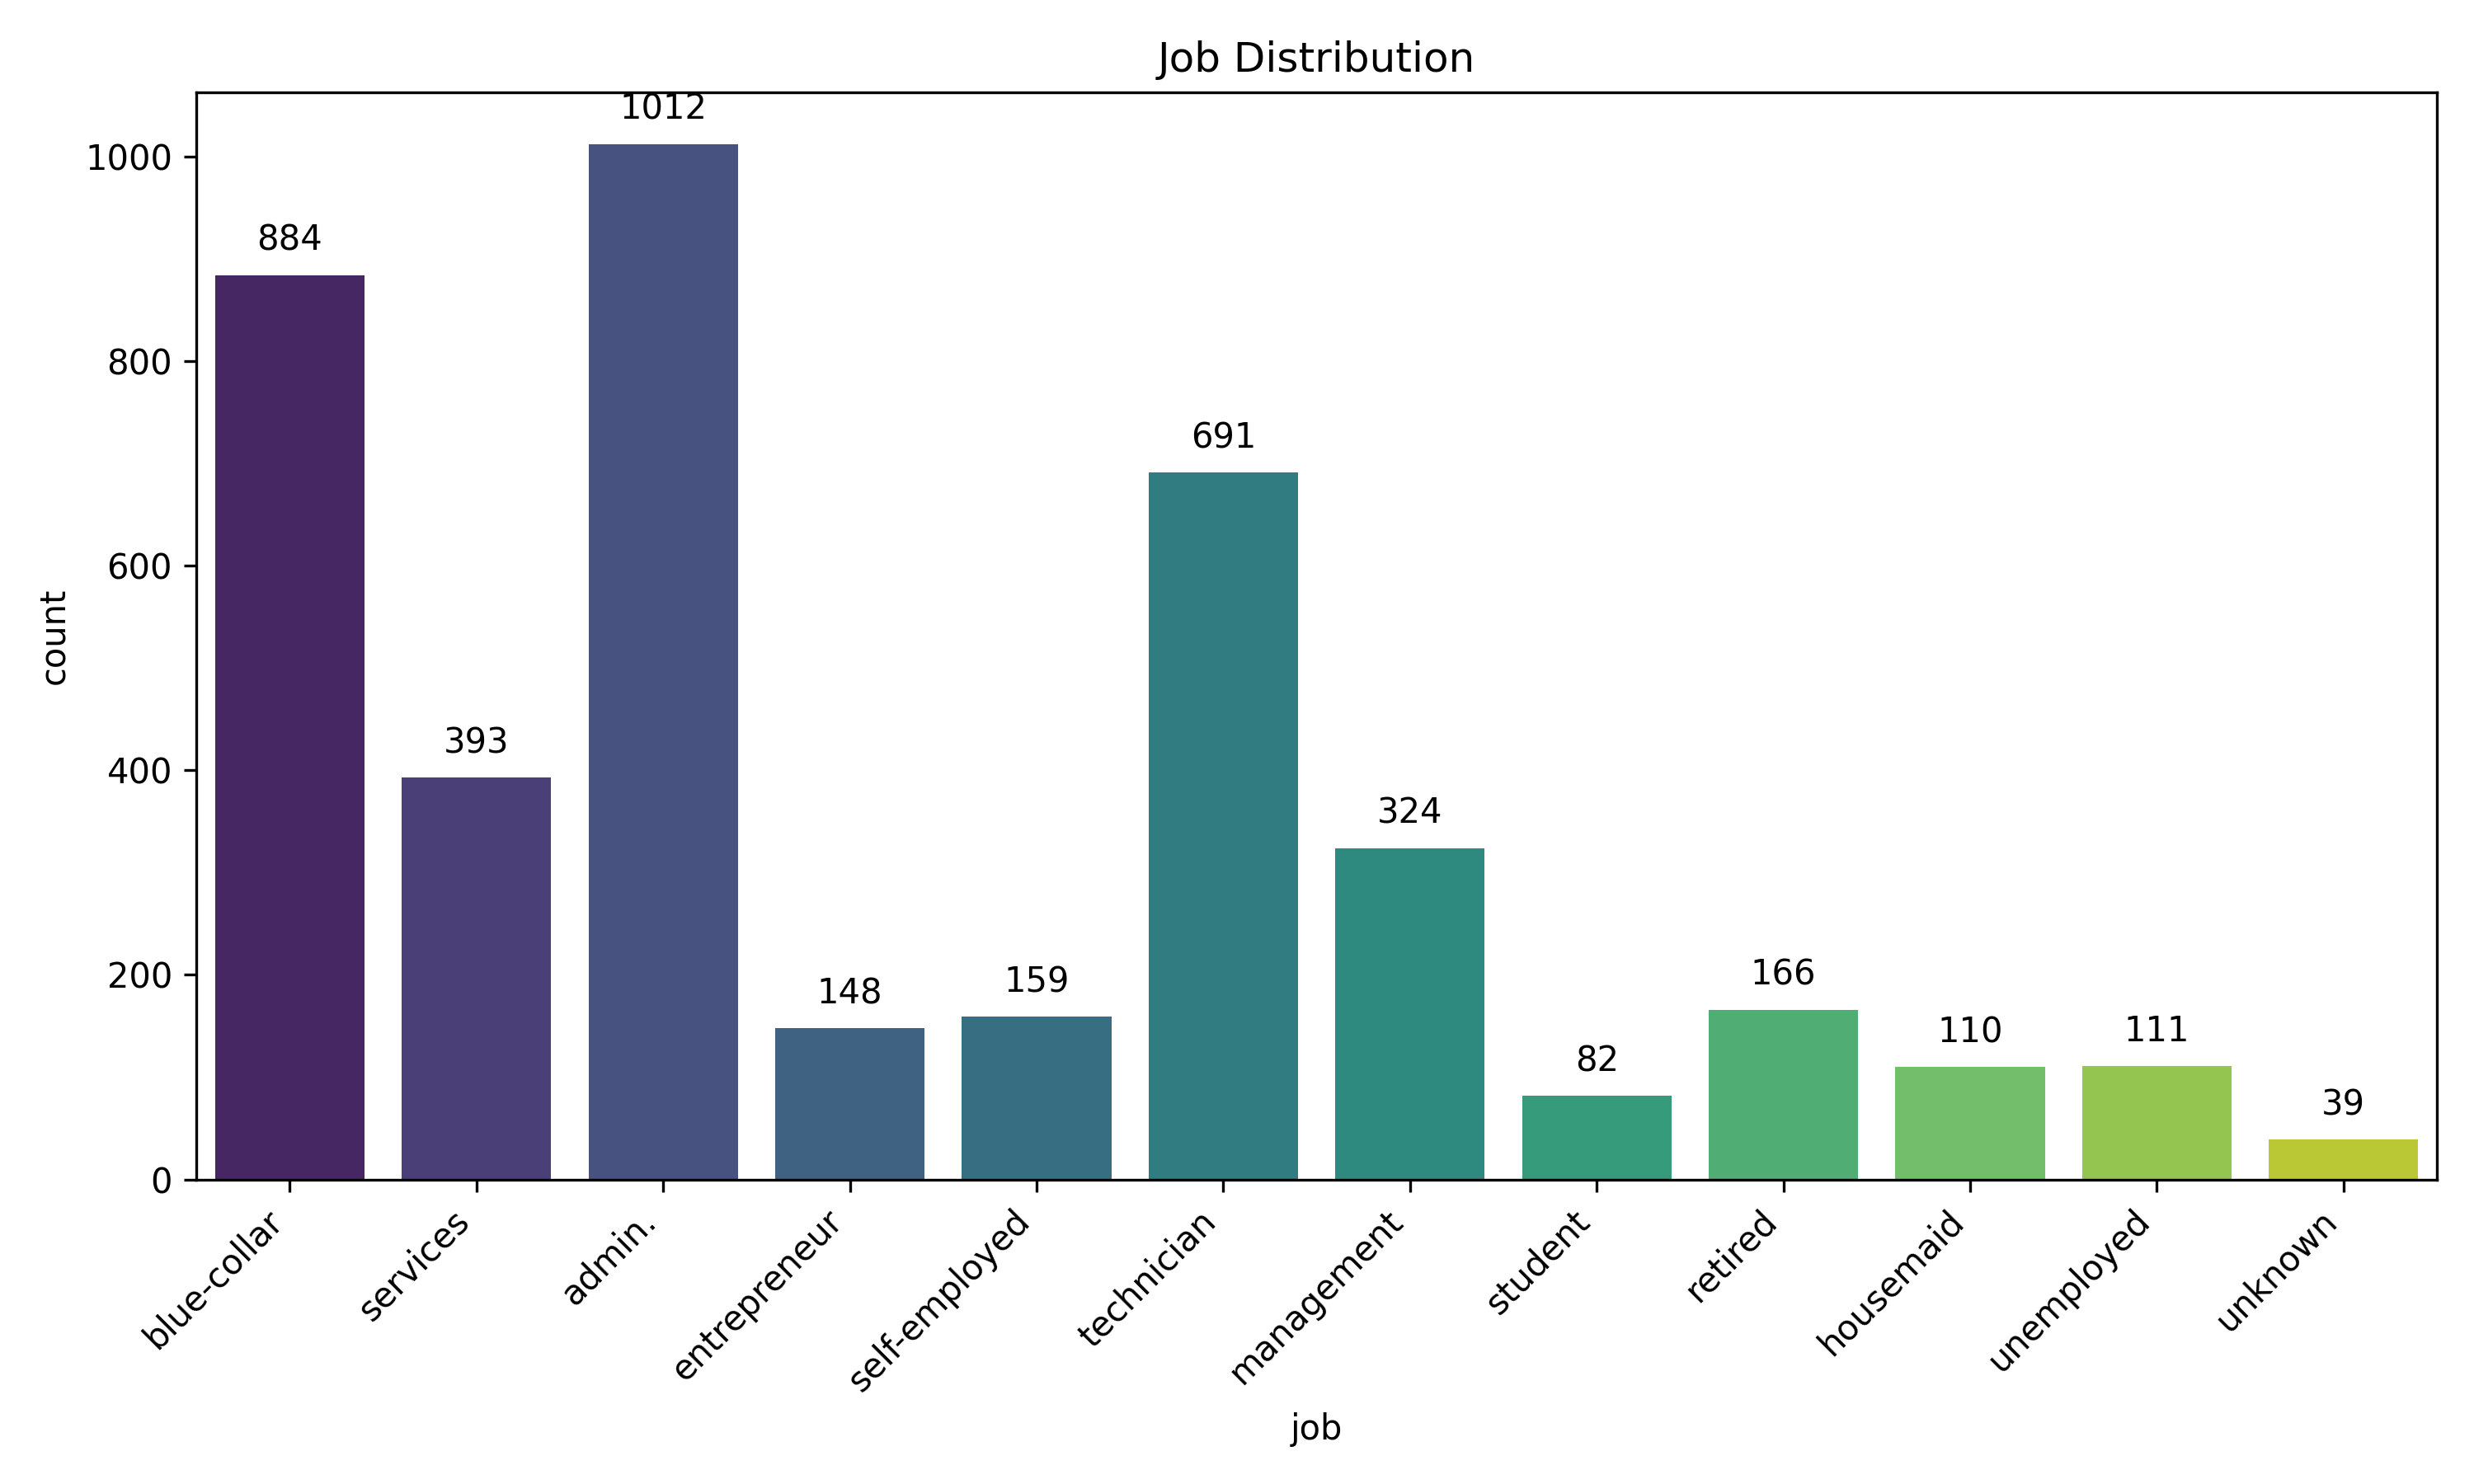 Job Distribution
1012
1000
884
800
691
600
count
393
400
324
200
148
159
82
166
110
111
39
0
blue-collar
services
admin.
entrepreneur
self-employed
technician
management
student
retired
housemaid
unemployed
unknown
job